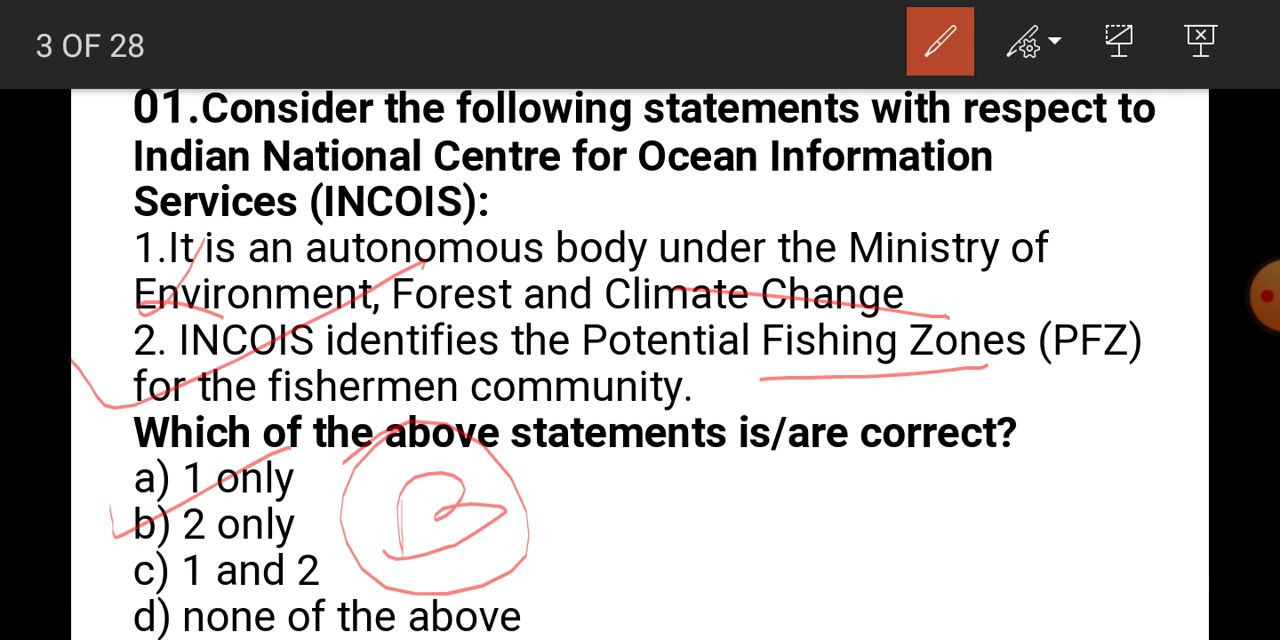 3 OF 28
01.Consider the following statements with respect to
Indian National Centre for Ocean Information
Services (INCOIS):
1.It is an autonomous body under the Ministry of
Environment, Forest and Climate Change
2. INCOIS identifies the Potential Fishing Zones (PFZ)
for the fishermen community.
Which of the above statements is/are correct?
a) 1 only
b) 2 only
B
c) 1 and 2
d) none of the above